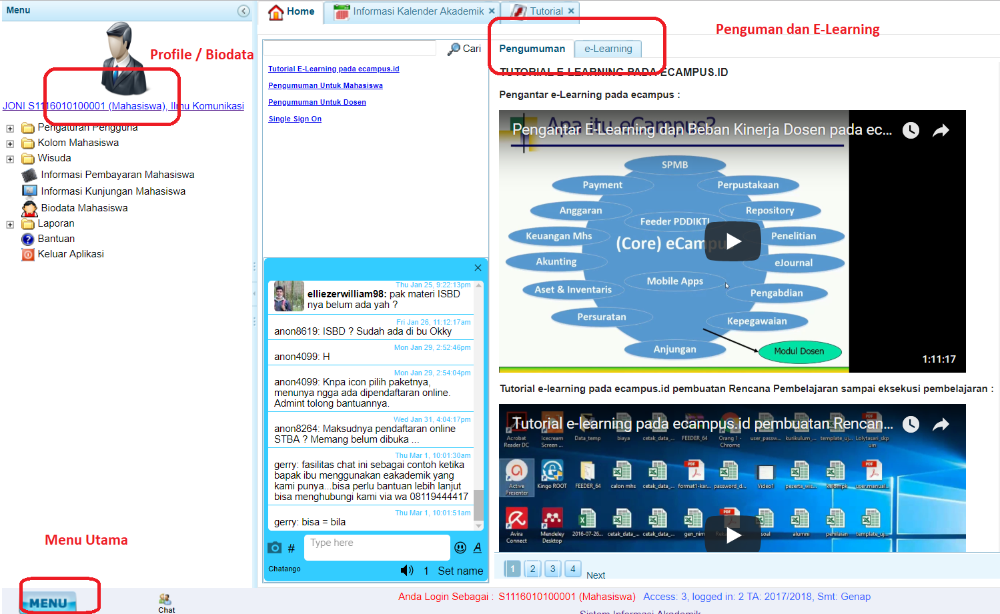 Menu
Home
Informasi Kalender Akademik
Tutorial
Penguman dan E-Learning
Profile / Biodata
JONI S1116010100001 (Mahasiswa), Ilmu Komunikasi
Pengaturan Pengguna
Kolom Mahasiswa
Wisuda
Informasi Pembayaran Mahasiswa
Informasi Kunjungan Mahasiswa
Biodata Mahasiswa
Laporan
Bantuan
Keluar Aplikasi
Menu Utama
MENU
Chat
Cari
Tutorial E-Learning pada ecampus.id
Pengumuman Untuk Mahasiswa
Pengumuman Untuk Dosen
Single Sign On
Thu Jan 25, 9:22:13pm
elliezerwilliam98: pak materi ISBD
nya belum ada yah ?
Fri Jan 26, 11:12:17am
anon8619: ISBD ? Sudah ada di bu Okky
Mon Jan 29, 2:52:46pm
anon4099: H
Mon Jan 29, 2:54:04pm
anon4099: Knpa icon pilih paketnya,
menunya ngga ada dipendaftaran online.
Admint tolong bantuannya.
Wed Jan 31, 4:04:17pm
anon8264: Maksudnya pendaftaran online
STBA ? Memang belum dibuka ...
Thu Mar 1, 10:01:30am
gerry: fasilitas chat ini sebagai contoh ketika
bapak ibu menggunakan eakademik yang
kami punya...bisa perlu bantuan lebih lanjut
bisa menghubungi kami via wa 08119444417
Thu Mar 1, 10:01:51am
gerry: bisa = bila
#
Type here
A
Chatango
1
Set name
Pengumuman
e-Learning
TUTORIAL E-LEARNING PADA ECAMPUS.ID
Pengantar e-Learning pada ecampus :
Apa itu eCampus?
Pengantar E-Learning dan Beban Kinerja Dosen pada ec...
SPMB
Payment
Perpustakaan
Anggaran
Repository
Feeder PDDIKTI
Keuangan Mhs
Penelitian
(Core) eCampu
Akunting
eJournal
Mobile Apps
Aset & Inventaris
Pengabdian
Persuratan
Kepegawaian
Anjungan
Modul Dosen
1:11:17
Tutorial e-learning pada ecampus.id pembuatan Rencana Pembelajaran sampai eksekusi pembelajaran :
Tutorial e-learning pada ecampus.id pembuatan Rencan...
Acrobat Reader DC
Icecream Screen ...
Data_temp
biaya
cetak_data_...
FEEDER_64
Orang 1 - Chrome
user_passw...
kurikulum_...
template_uj...
Lolytasari_skp uin
Active Presenter
Kingo ROOT
FEEDER_64
calon mhs
cetak_data_...
format1-kar...
password_d...
Video1
peserta_wis...
kelompk
user.manual...
Avira Connect
Mendeley Desktop
2016-07-26...
cetak_data_...
cetak_data_...
gen_nim
soal
alumni
penilaian
template_uj...
1 2 3 4 Next
Anda Login Sebagai : S1116010100001 (Mahasiswa) Access: 3, logged in: 2 TA: 2017/2018, Smt: Genap
Sistem Informasi Akademik